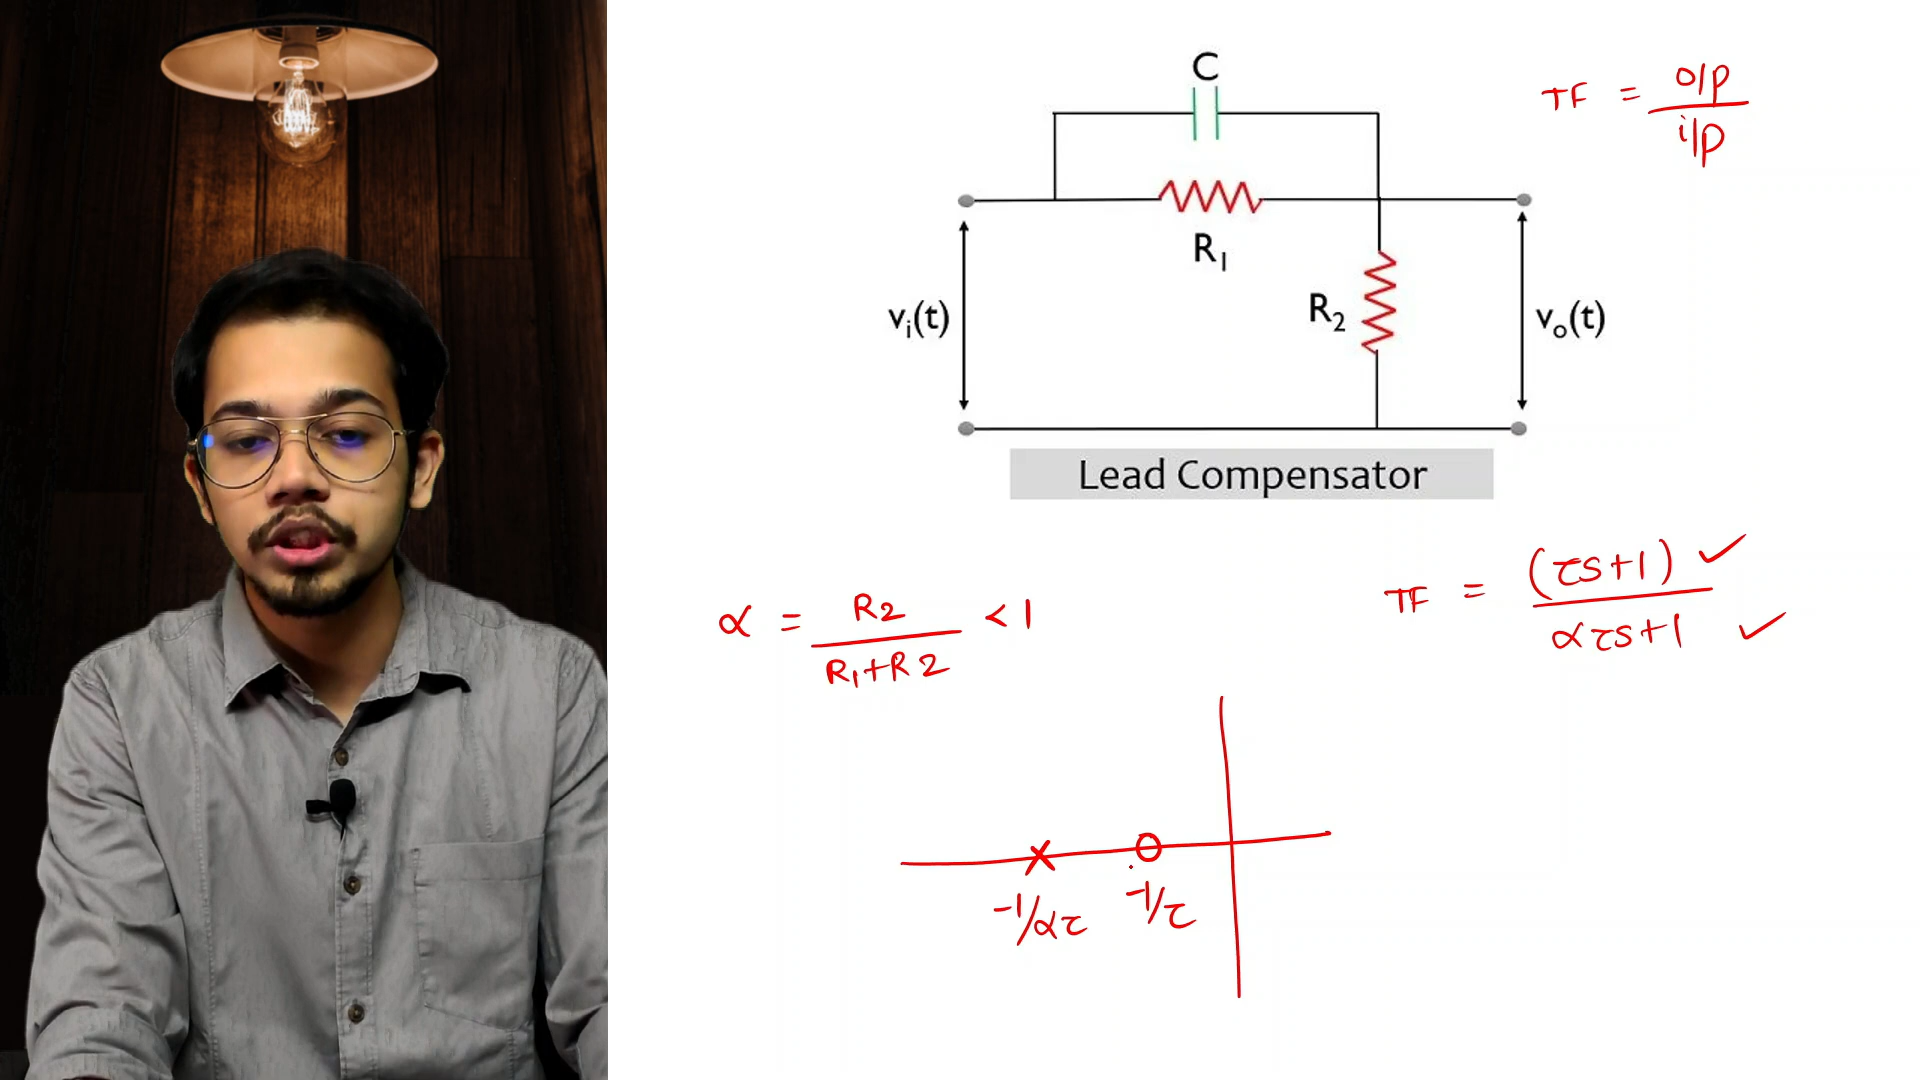 C
TF = o/p / i/p
R1
R2
vi(t)
vo(t)
Lead Compensator
α = R2 / R1+R2 < 1
TF = (τs+1) ✓ / ατs+1 ✓
-1/ατ -1/τ